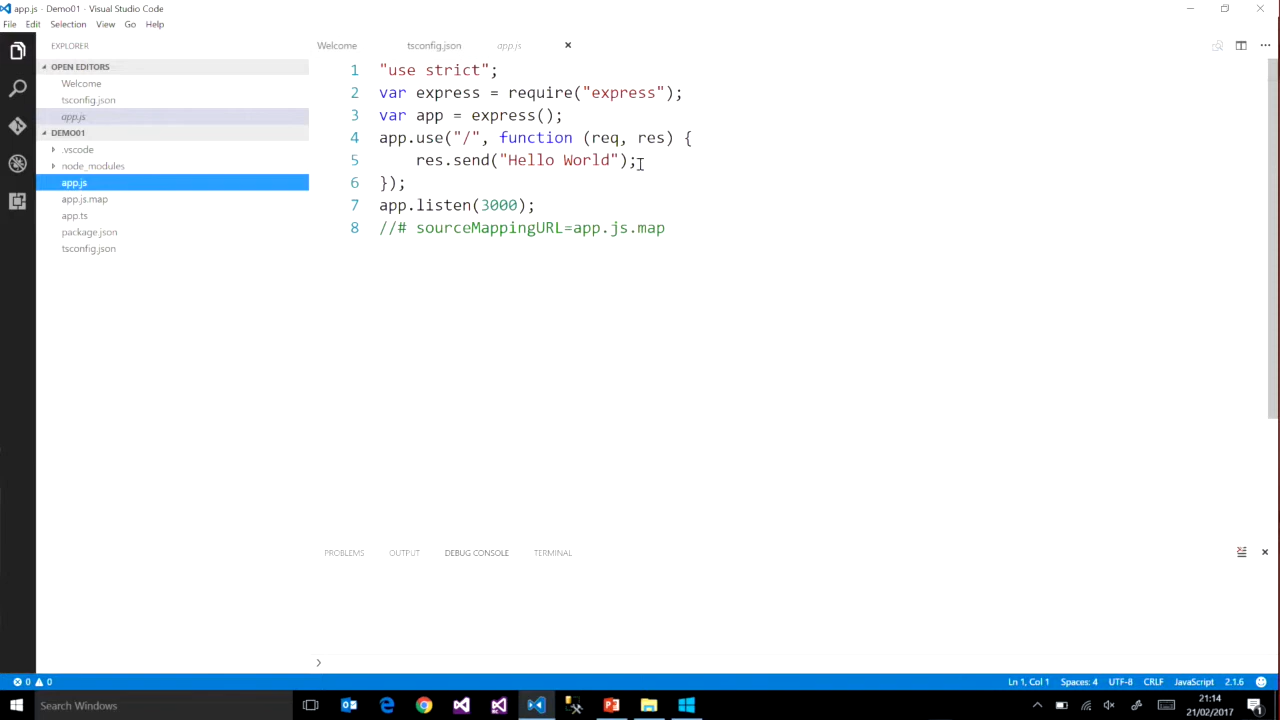 app.js - Demo01 - Visual Studio Code
File Edit Selection View Go Help
EXPLORER
OPEN EDITORS
Welcome
tsconfig.json
app.js
DEMO01
.vscode
node_modules
app.js
app.js.map
app.ts
package.json
tsconfig.json
Welcome tsconfig.json app.js
1 "use strict";
2 var express = require("express");
3 var app = express();
4 app.use("/", function (req, res) {
5 res.send("Hello World");
6 });
7 app.listen(3000);
8 //# sourceMappingURL=app.js.map
PROBLEMS OUTPUT DEBUG CONSOLE TERMINAL
0 0 Ln 1, Col 1 Spaces: 4 UTF-8 CRLF JavaScript 2.1.6
Search Windows
21:14
21/02/2017
1